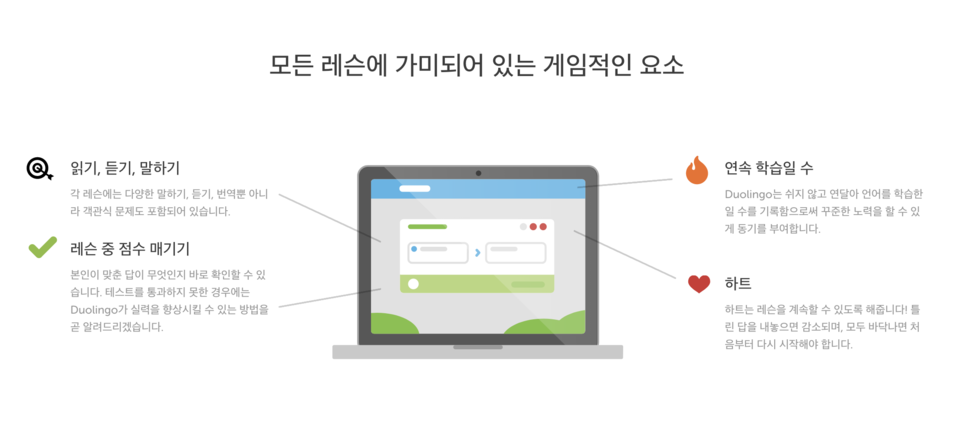 모든 레슨에 가미되어 있는 게임적인 요소
읽기, 듣기, 말하기
각 레슨에는 다양한 말하기, 듣기, 번역뿐 아니
라 객관식 문제도 포함되어 있습니다.
레슨 중 점수 매기기
본인이 맞춘 답이 무엇인지 바로 확인할 수 있
습니다. 테스트를 통과하지 못한 경우에는
Duolingo가 실력을 향상시킬 수 있는 방법을
곧 알려드리겠습니다.
연속 학습일 수
Duolingo는 쉬지 않고 연달아 언어를 학습한
일 수를 기록함으로써 꾸준한 노력을 할 수 있
게 동기를 부여합니다.
하트
하트는 레슨을 계속할 수 있도록 해줍니다! 틀
린 답을 내놓으면 감소되며, 모두 바닥나면 처
음부터 다시 시작해야 합니다.